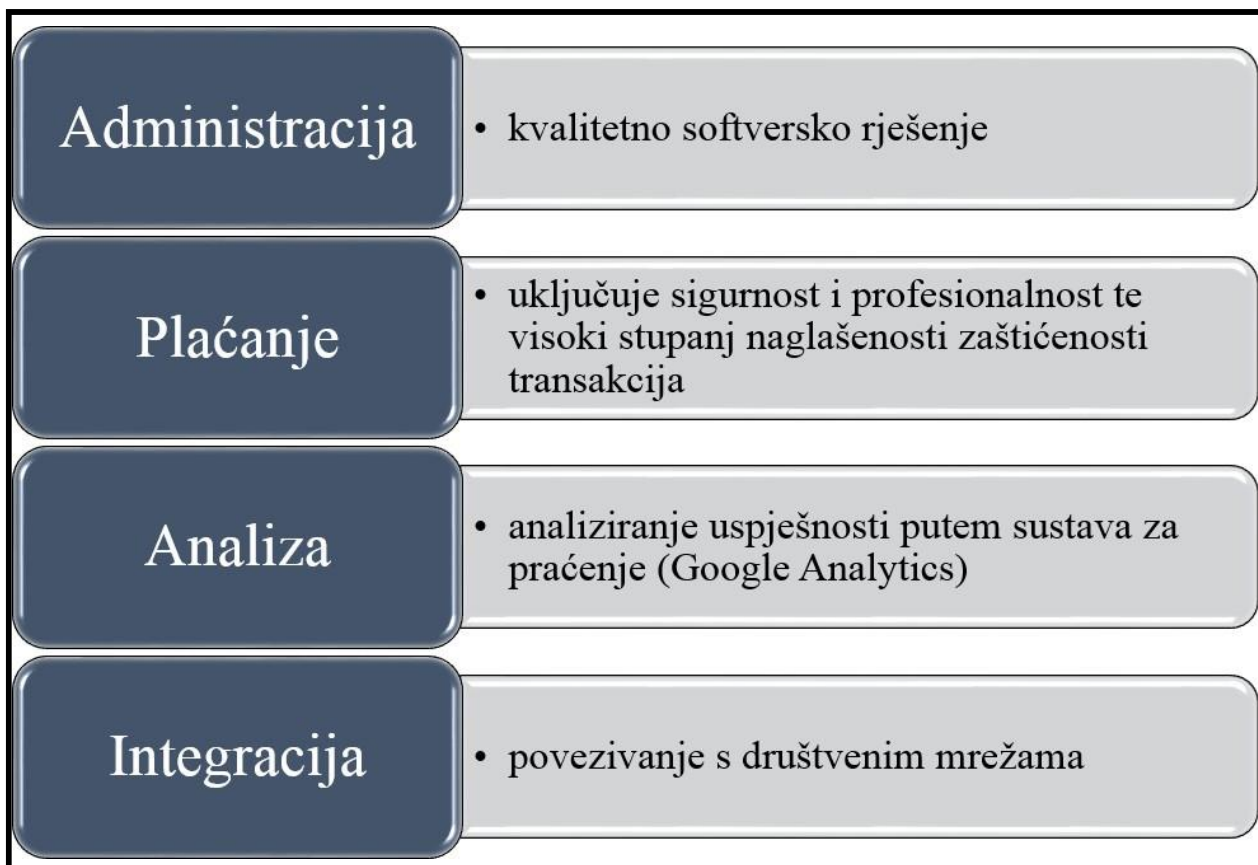 Administracija
• kvalitetno softversko rješenje
Plaćanje
• uključuje sigurnost i profesionalnost te
visoki stupanj naglašenosti zaštićenosti
transakcija
Analiza
• analiziranje uspješnosti putem sustava za
praćenje (Google Analytics)
Integracija
• povezivanje s društvenim mrežama